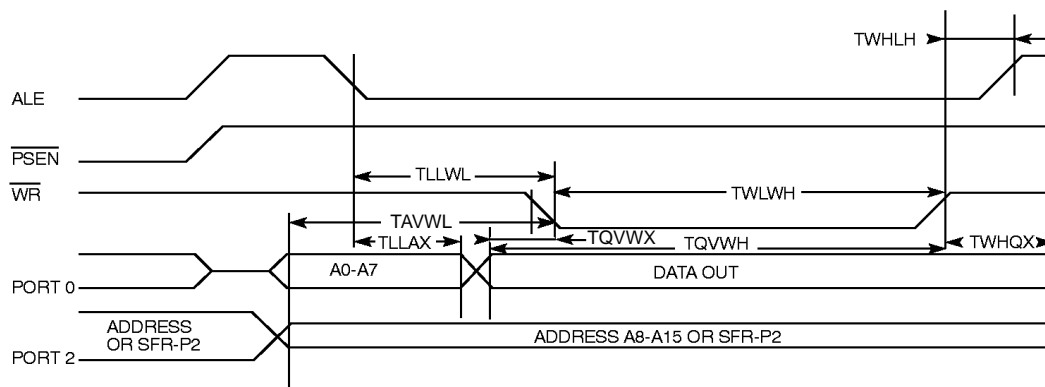 TWHLH
ALE
PSEN
TLLWL
WR
TWLWH
TAVWL
TLLAX
TQVWX
TQVWH
TWHQX
A0-A7
DATA OUT
PORT 0
ADDRESS
OR SFR-P2
ADDRESS A8-A15 OR SFR-P2
PORT 2